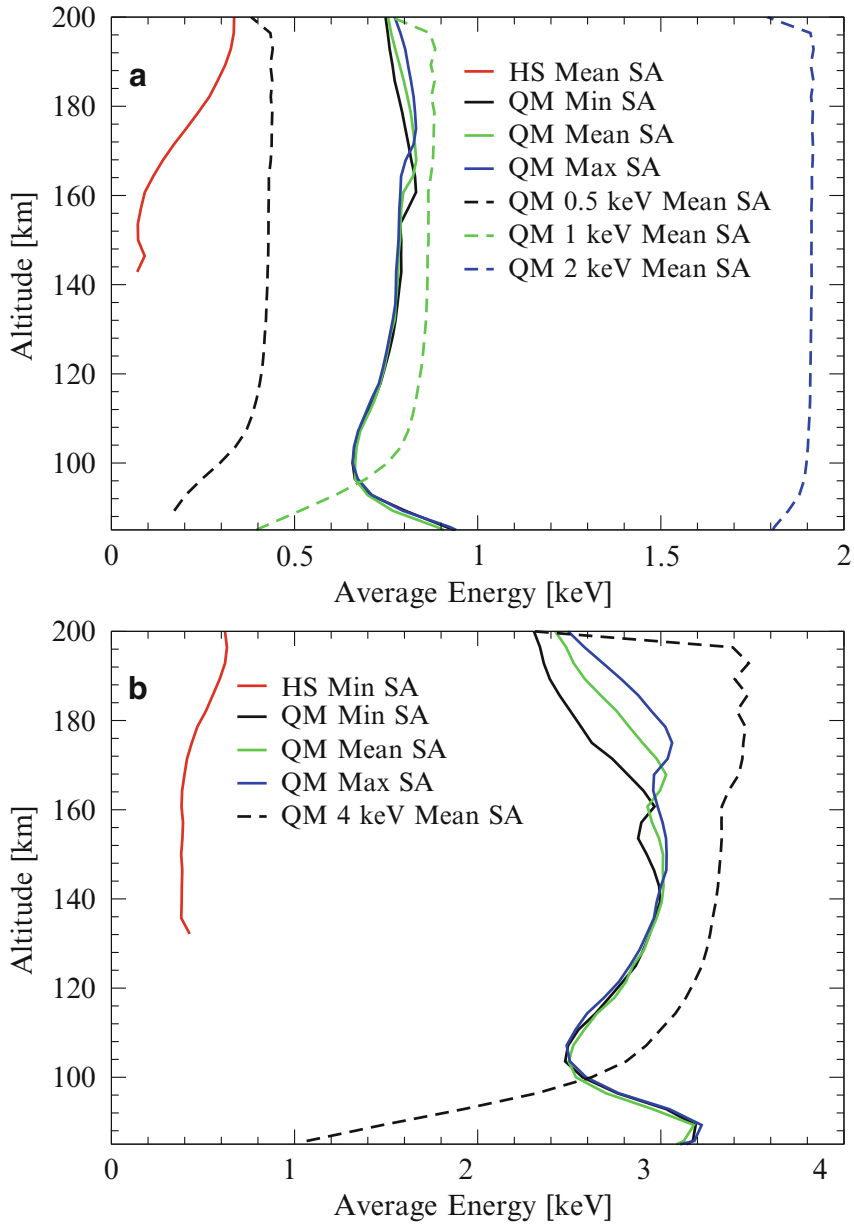 200
180
160
140
120
100
Altitude [km]
a
HS Mean SA
QM Min SA
QM Mean SA
QM Max SA
QM 0.5 keV Mean SA
QM 1 keV Mean SA
QM 2 keV Mean SA
0 0.5 1 1.5 2
Average Energy [keV]
200
180
160
140
120
100
Altitude [km]
b
HS Min SA
QM Min SA
QM Mean SA
QM Max SA
QM 4 keV Mean SA
0 1 2 3 4
Average Energy [keV]